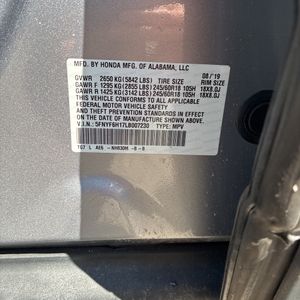 MFD. BY HONDA MFG. OF ALABAMA, LLC
08/'19
GVWR 2650 KG (5842 LBS) TIRE SIZE RIM SIZE
GAWR F 1295 KG (2855 LBS) 245/60R18 105H 18X8.0J
GAWR R 1425 KG (3142 LBS) 245/60R18 105H 18X8.0J
THIS VEHICLE CONFORMS TO ALL APPLICABLE
FEDERAL MOTOR VEHICLE SAFETY STANDARDS
IN EFFECT ON THE DATE OF
MANUFACTURE SHOWN ABOVE.
V.I.N.: 5FNYF6H17LB007230 TYPE: MPV